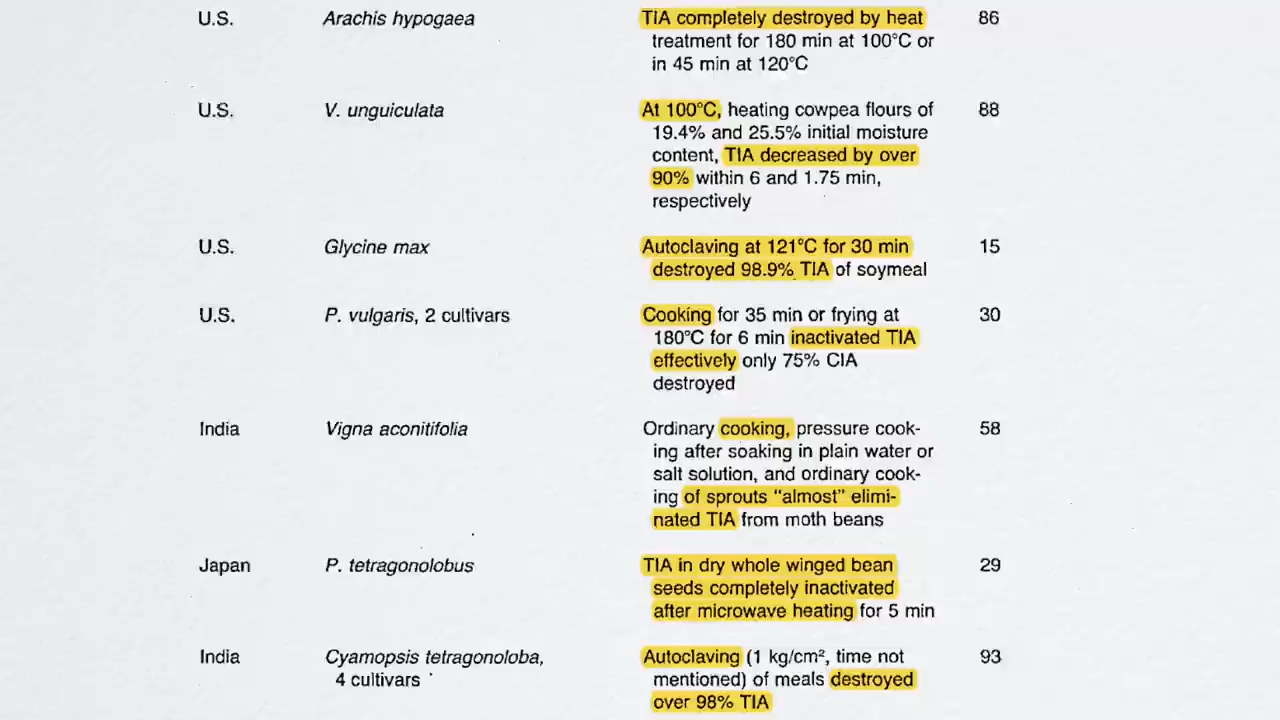 U.S. Arachis hypogaea TIA completely destroyed by heat 86
treatment for 180 min at 100°C or
in 45 min at 120°C
U.S. V. unguiculata At 100°C, heating cowpea flours of 88
19.4% and 25.5% initial moisture
content, TIA decreased by over
90% within 6 and 1.75 min,
respectively
U.S. Glycine max Autoclaving at 121°C for 30 min 15
destroyed 98.9% TIA of soymeal
U.S. P. vulgaris, 2 cultivars Cooking for 35 min or frying at 30
180°C for 6 min inactivated TIA
effectively only 75% CIA
destroyed
India Vigna aconitifolia Ordinary cooking, pressure cook- 58
ing after soaking in plain water or
salt solution, and ordinary cook-
ing of sprouts "almost" elimi-
nated TIA from moth beans
Japan P. tetragonolobus TIA in dry whole winged bean 29
seeds completely inactivated
after microwave heating for 5 min
India Cyamopsis tetragonoloba, Autoclaving (1 kg/cm², time not 93
4 cultivars mentioned) of meals destroyed
over 98% TIA